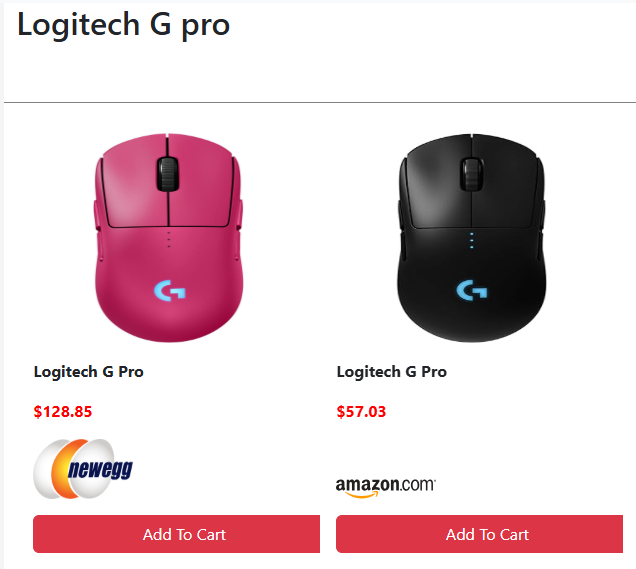 Logitech G pro
G
G
Logitech G Pro
Logitech G Pro
$128.85
$57.03
newegg
amazon.com
Add To Cart
Add To Cart